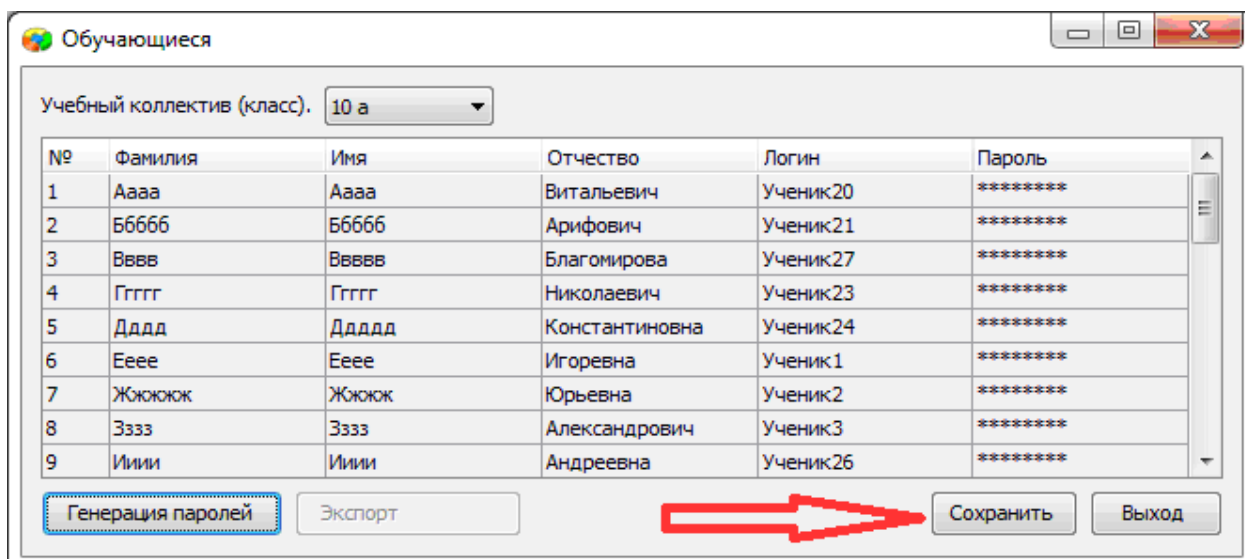 Обучающиеся
Учебный коллектив (класс). 10 а
№ Фамилия Имя Отчество Логин Пароль
1 Аааа Аааа Витальевич Ученик20 ********
2 Ббббб Ббббб Арифович Ученик21 ********
3 Вввв Ввввв Благомирова Ученик27 ********
4 Ггггг Ггггг Николаевич Ученик23 ********
5 Дддд Ддддд Константиновна Ученик24 ********
6 Ееее Ееее Игоревна Ученик1 ********
7 Жжжжж Жжжж Юрьевна Ученик2 ********
8 Зззз Зззз Александрович Ученик3 ********
9 Ииии Ииии Андреевна Ученик26 ********
Генерация паролей Экспорт Сохранить Выход